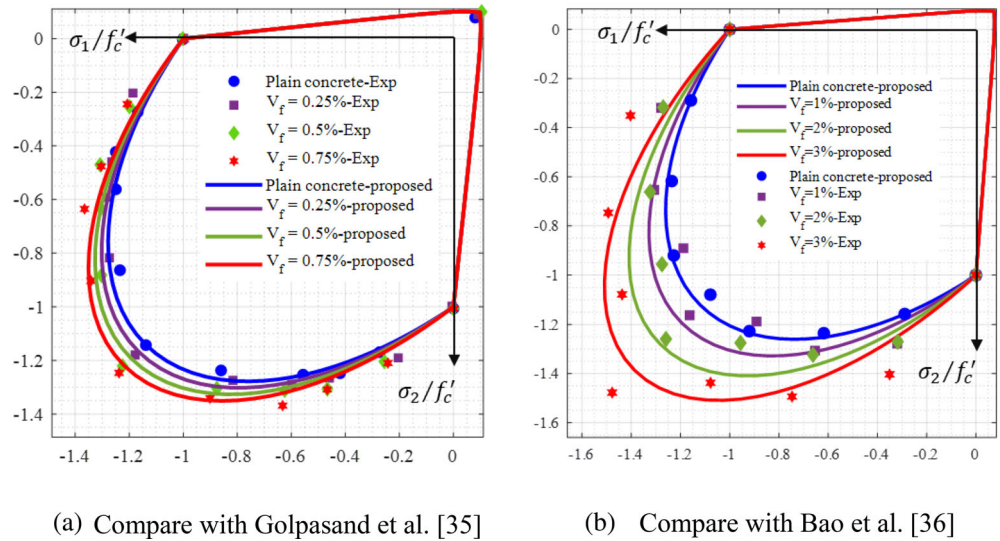 σ₁/f′c
0
-0.2
-0.4
-0.6
-0.8
-1
-1.2
-1.4
Plain concrete-Exp
Vf = 0.25%-Exp
Vf = 0.5%-Exp
Vf = 0.75%-Exp
Plain concrete-proposed
Vf = 0.25%-proposed
Vf = 0.5%-proposed
Vf = 0.75%-proposed
σ₂/f′c
-1.4 -1.2 -1 -0.8 -0.6 -0.4 -0.2 0
(a) Compare with Golpasand et al. [35]
σ₁/f′c
0
-0.2
-0.4
-0.6
-0.8
-1
-1.2
-1.4
-1.6
Plain concrete-proposed
Vf=1%-proposed
Vf=2%-proposed
Vf=3%-proposed
Plain concrete-proposed
Vf=1%-Exp
Vf=2%-Exp
Vf=3%-Exp
σ₂/f′c
-1.6 -1.4 -1.2 -1 -0.8 -0.6 -0.4 -0.2 0
(b) Compare with Bao et al. [36]